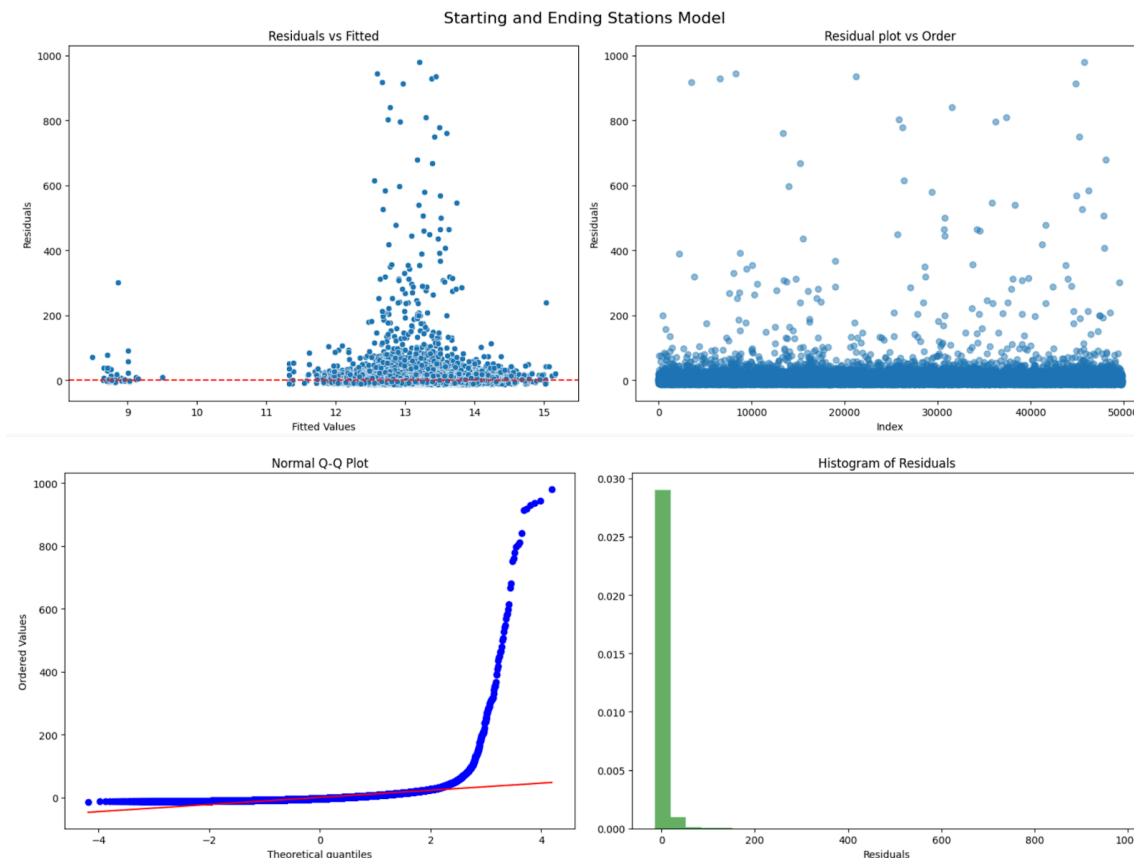 Starting and Ending Stations Model
Residuals vs Fitted
1000
800
600
400
200
0
Residuals
9 10 11 12 13 14 15
Fitted Values
Residual plot vs Order
1000
800
600
400
200
0
Residuals
0 10000 20000 30000 40000 50000
Index
Normal Q-Q Plot
1000
800
600
400
200
0
Ordered Values
−4 −2 0 2 4
Theoretical quantiles
Histogram of Residuals
0.030
0.025
0.020
0.015
0.010
0.005
0.000
0 200 400 600 800 100
Residuals